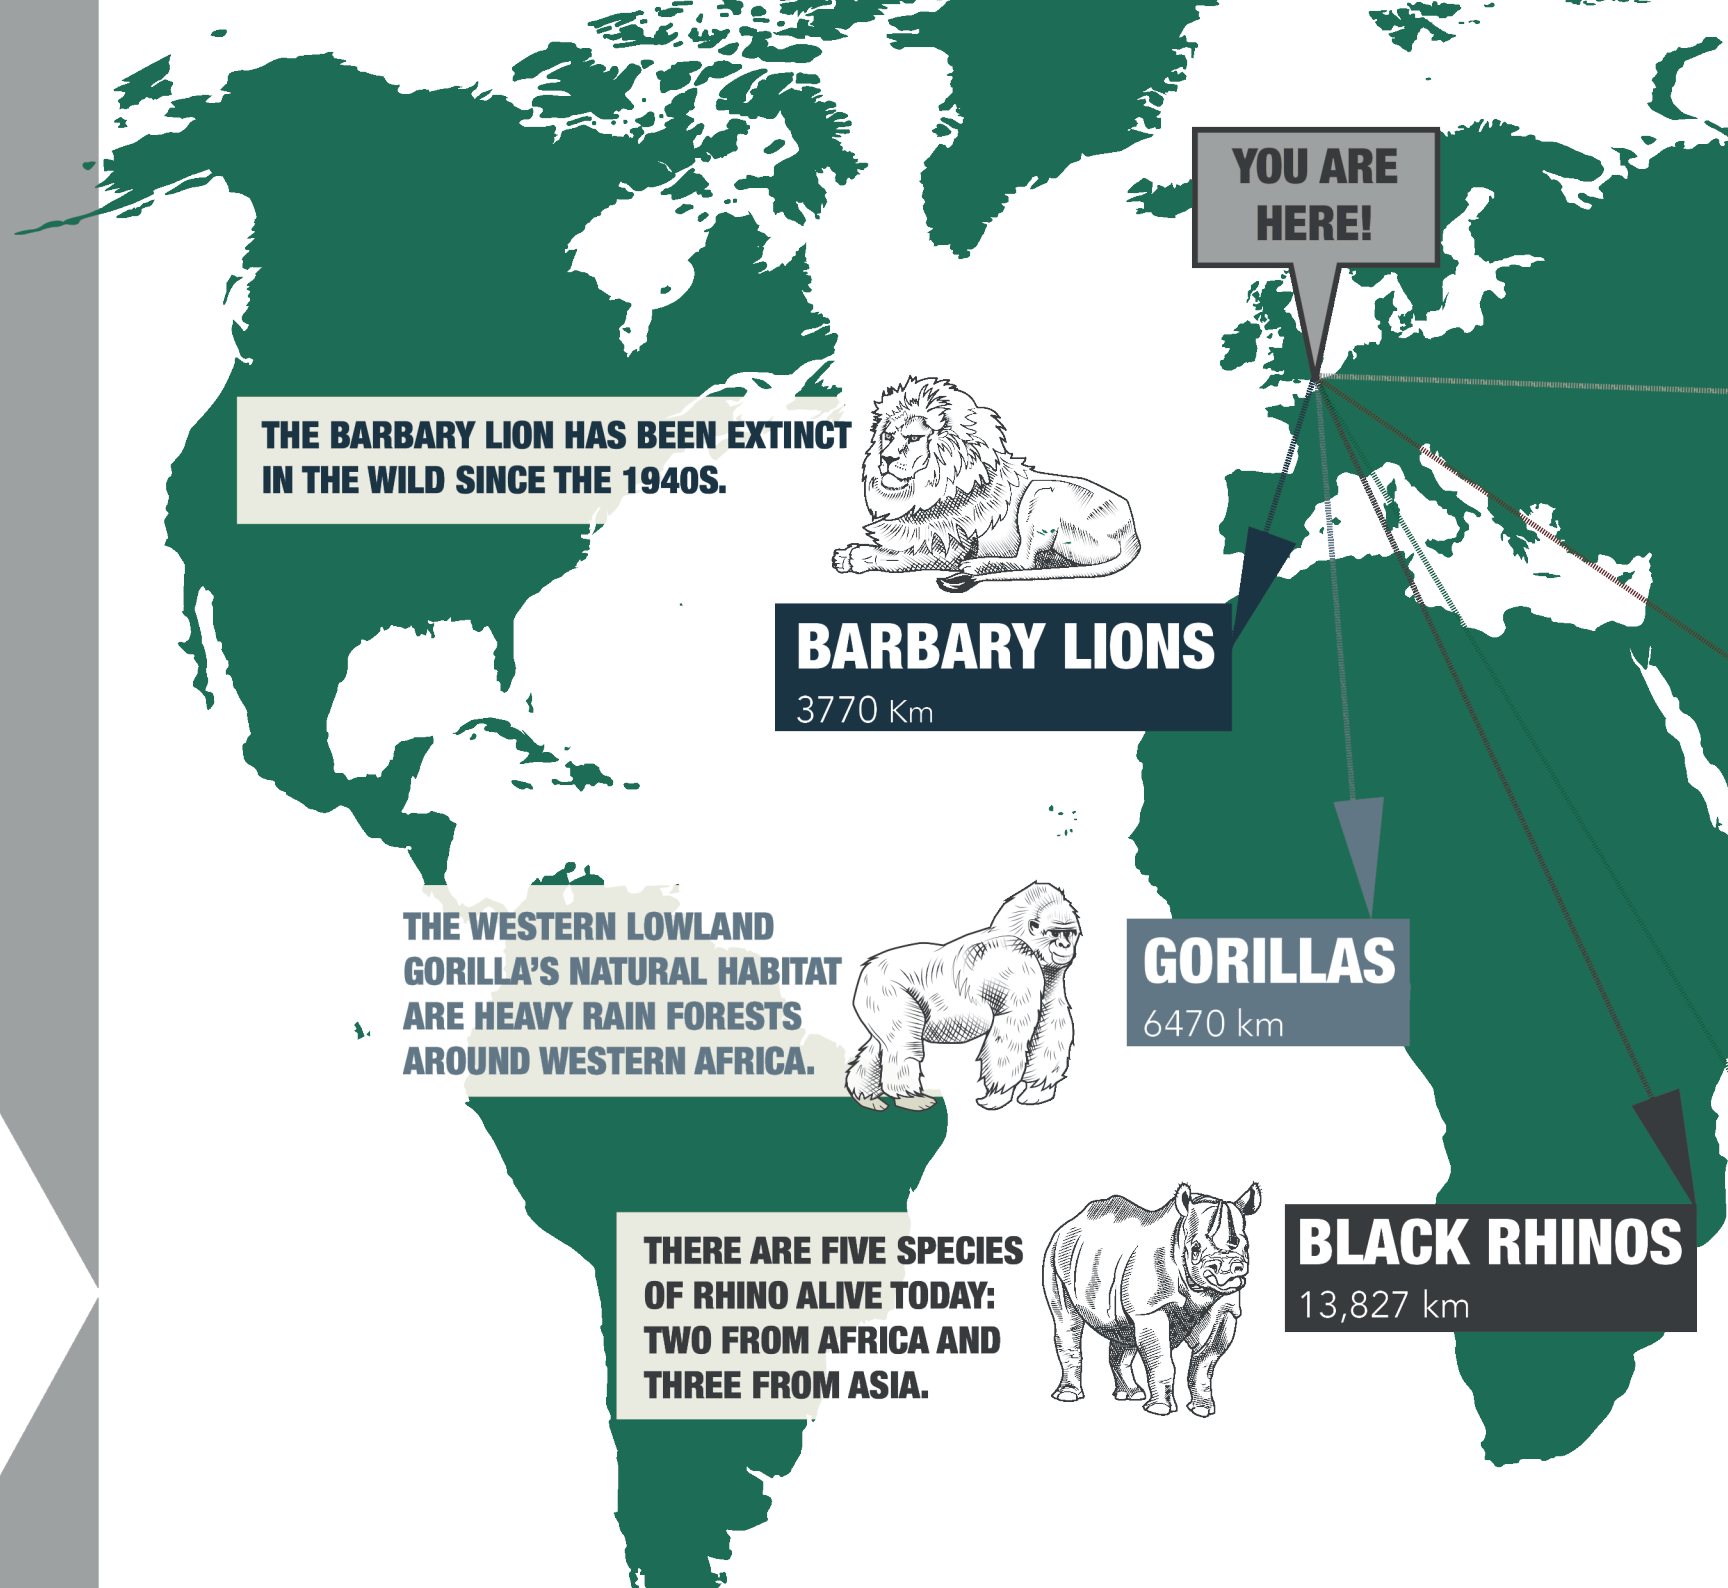 YOU ARE
HERE!
THE BARBARY LION HAS BEEN EXTINCT
IN THE WILD SINCE THE 1940S.
BARBARY LIONS
3770 Km
THE WESTERN LOWLAND
GORILLA'S NATURAL HABITAT
ARE HEAVY RAIN FORESTS
AROUND WESTERN AFRICA.
GORILLAS
6470 km
THERE ARE FIVE SPECIES
OF RHINO ALIVE TODAY:
TWO FROM AFRICA AND
THREE FROM ASIA.
BLACK RHINOS
13,827 km